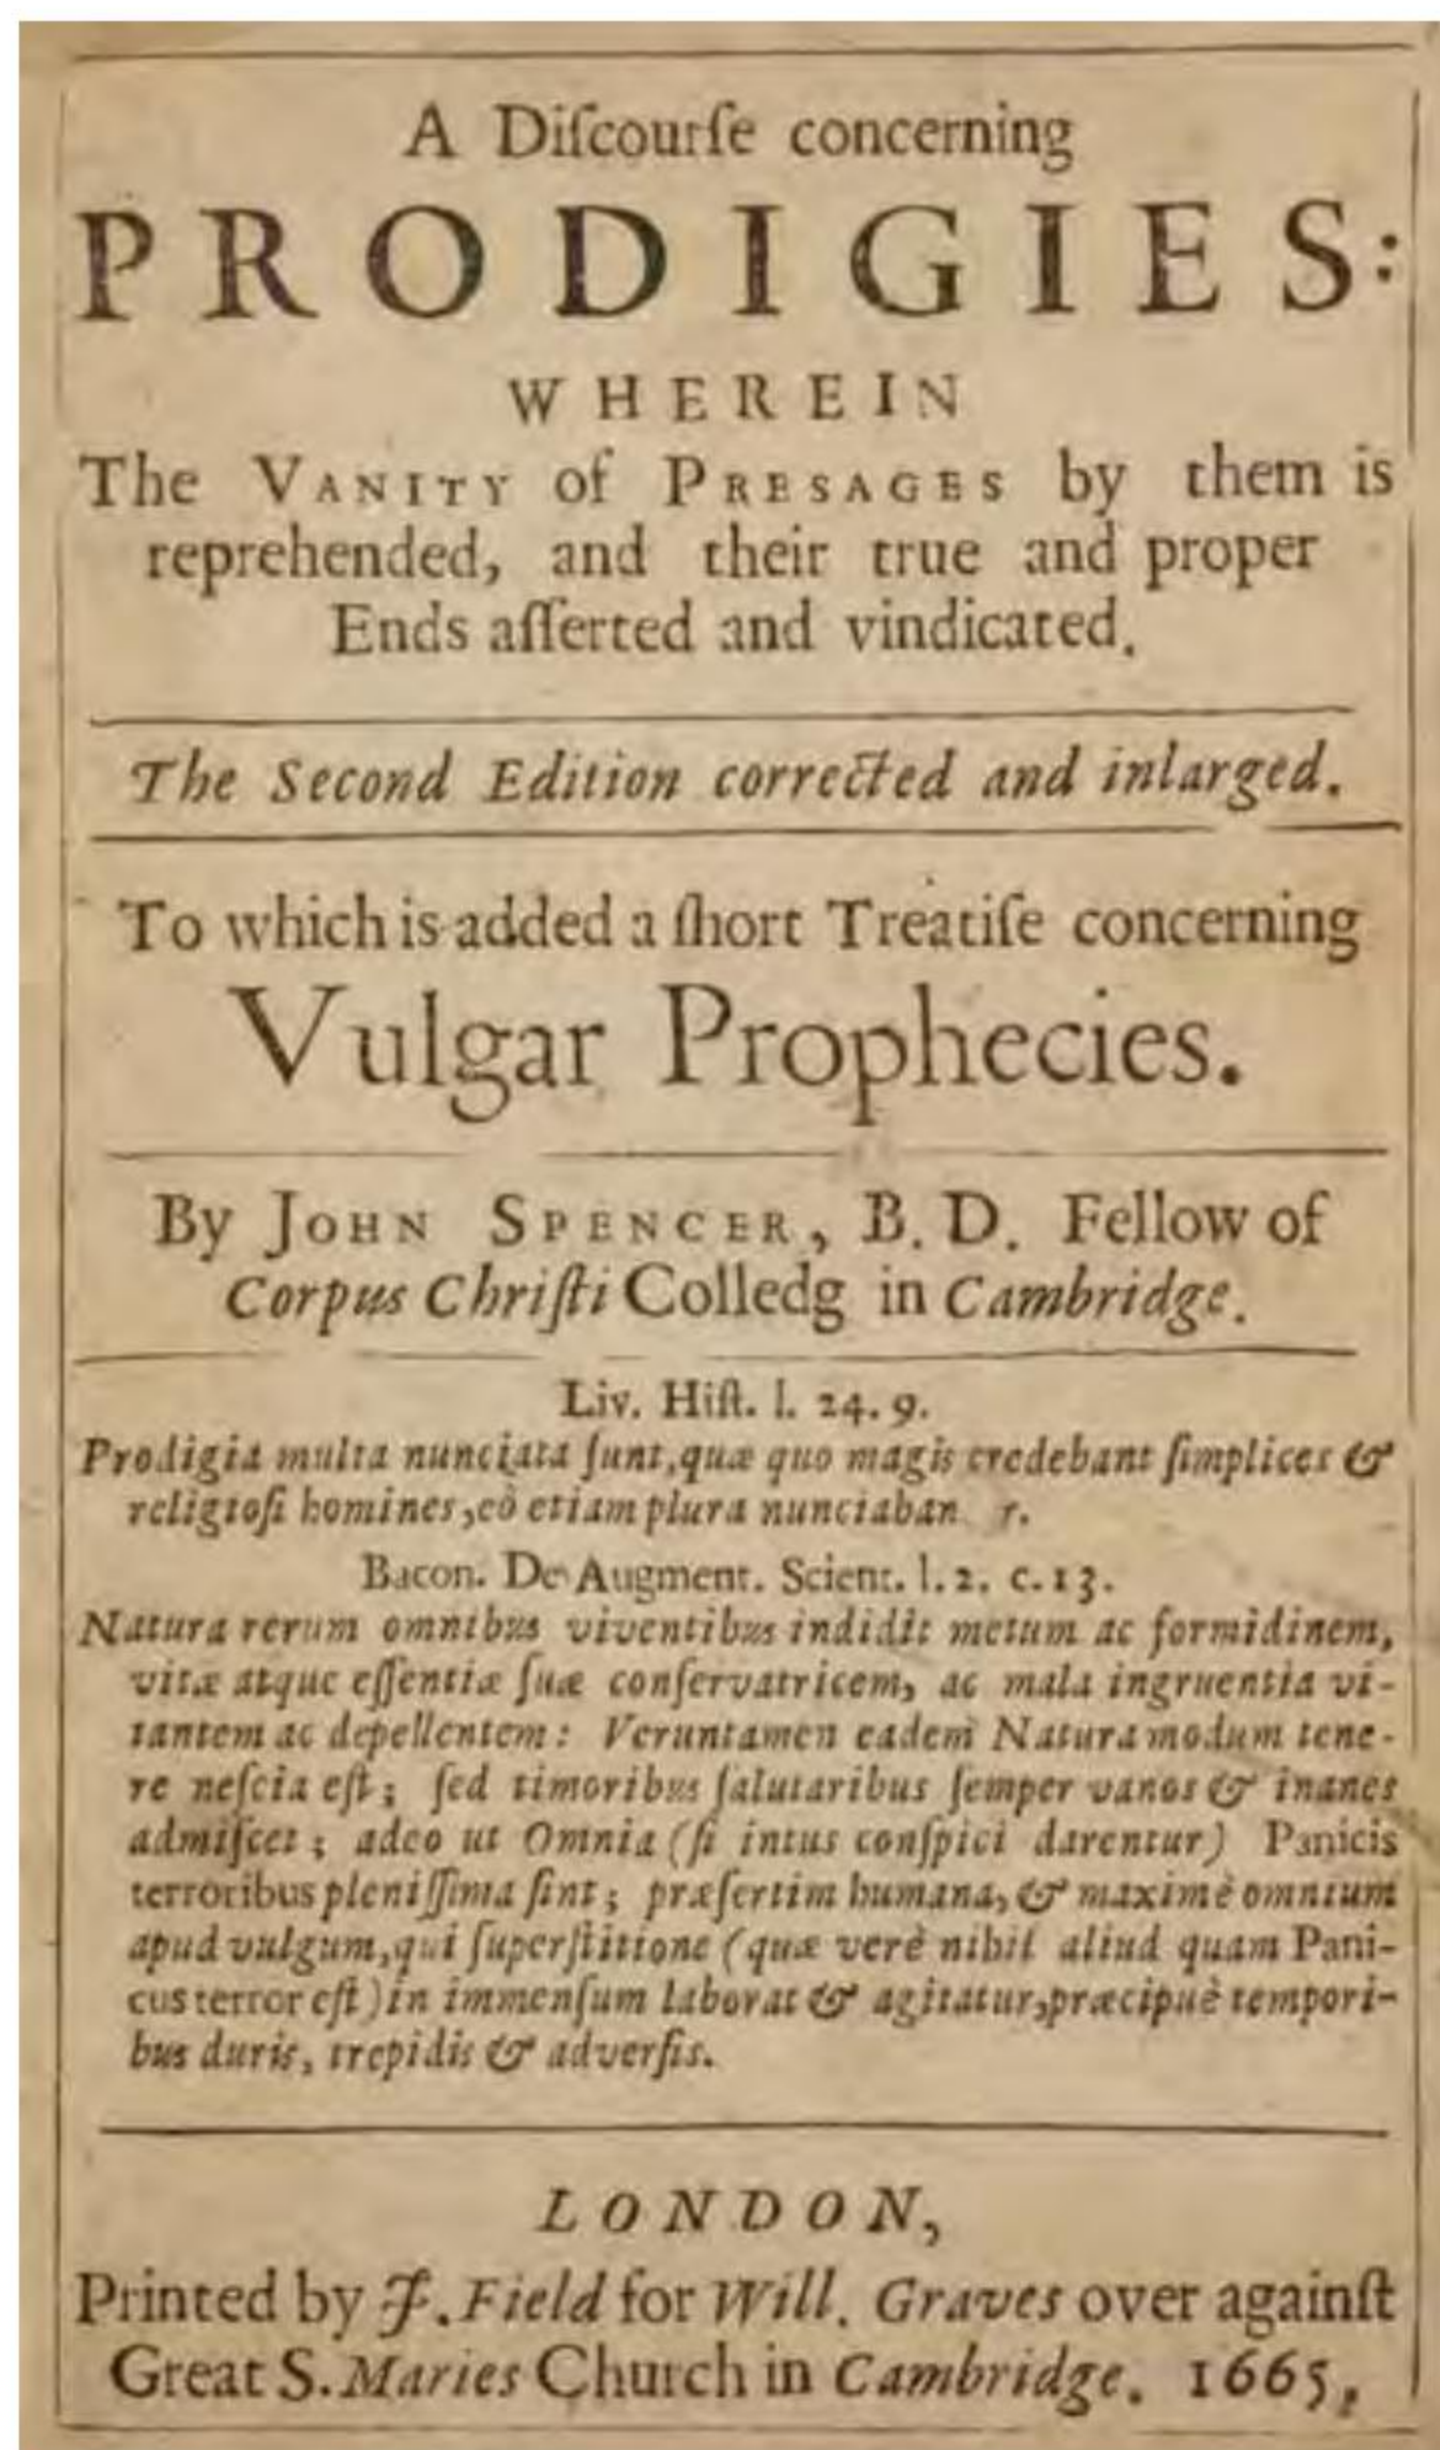 A Diſcourſe concerning
PRODIGIES:
WHEREIN
The VANITY of PRESAGES by them is
reprehended, and their true and proper
Ends aſſerted and vindicated.
The Second Edition corrected and inlarged.
To which is added a ſhort Treatiſe concerning
Vulgar Prophecies.
By JOHN SPENCER, B. D. Fellow of
Corpus Chriſti Colledg in Cambridge.
Liv. Hiſt. l. 24. 9.
Prodigia multa nunciata ſunt, quæ quo magis credebant ſimplices &
religioſi homines, eò etiam plura nunciaban r.
Bacon. De Augment. Scient. l. 2. c. 13.
Natura rerum omnibus viventibus indidit metum ac formidinem,
vitæ atque eſſentiæ ſuæ conſervatricem, ac mala ingruentia vi-
tantem ac depellentem: Veruntamen eadem Natura modum tene-
re neſcia eſt; ſed timoribus ſalutaribus ſemper vanos & inanes
admiſcet; adeo ut Omnia (ſi intus conſpici darentur) Panicis
terroribus pleniſſima ſint; præſertim humana, & maximè omnium
apud vulgum, qui ſuperſtitione (quæ verè nihil aliud quam Pani-
cus terror eſt) in immenſum laborat & agitatur, præcipuè tempori-
bus duris, trepidis & adverſis.
LONDON,
Printed by J. Field for Will. Graves over againſt
Great S. Maries Church in Cambridge. 1665,